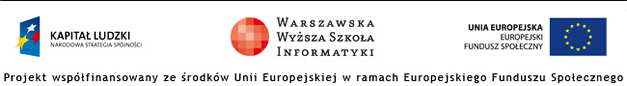 KAPITAŁ LUDZKI
NARODOWA STRATEGIA SPÓJNOŚCI
WARSZAWSKA
WYŻSZA SZKOŁA
INFORMATYKI
UNIA EUROPEJSKA
EUROPEJSKI
FUNDUSZ SPOŁECZNY
Projekt współfinansowany ze środków Unii Europejskiej w ramach Europejskiego Funduszu Społecznego